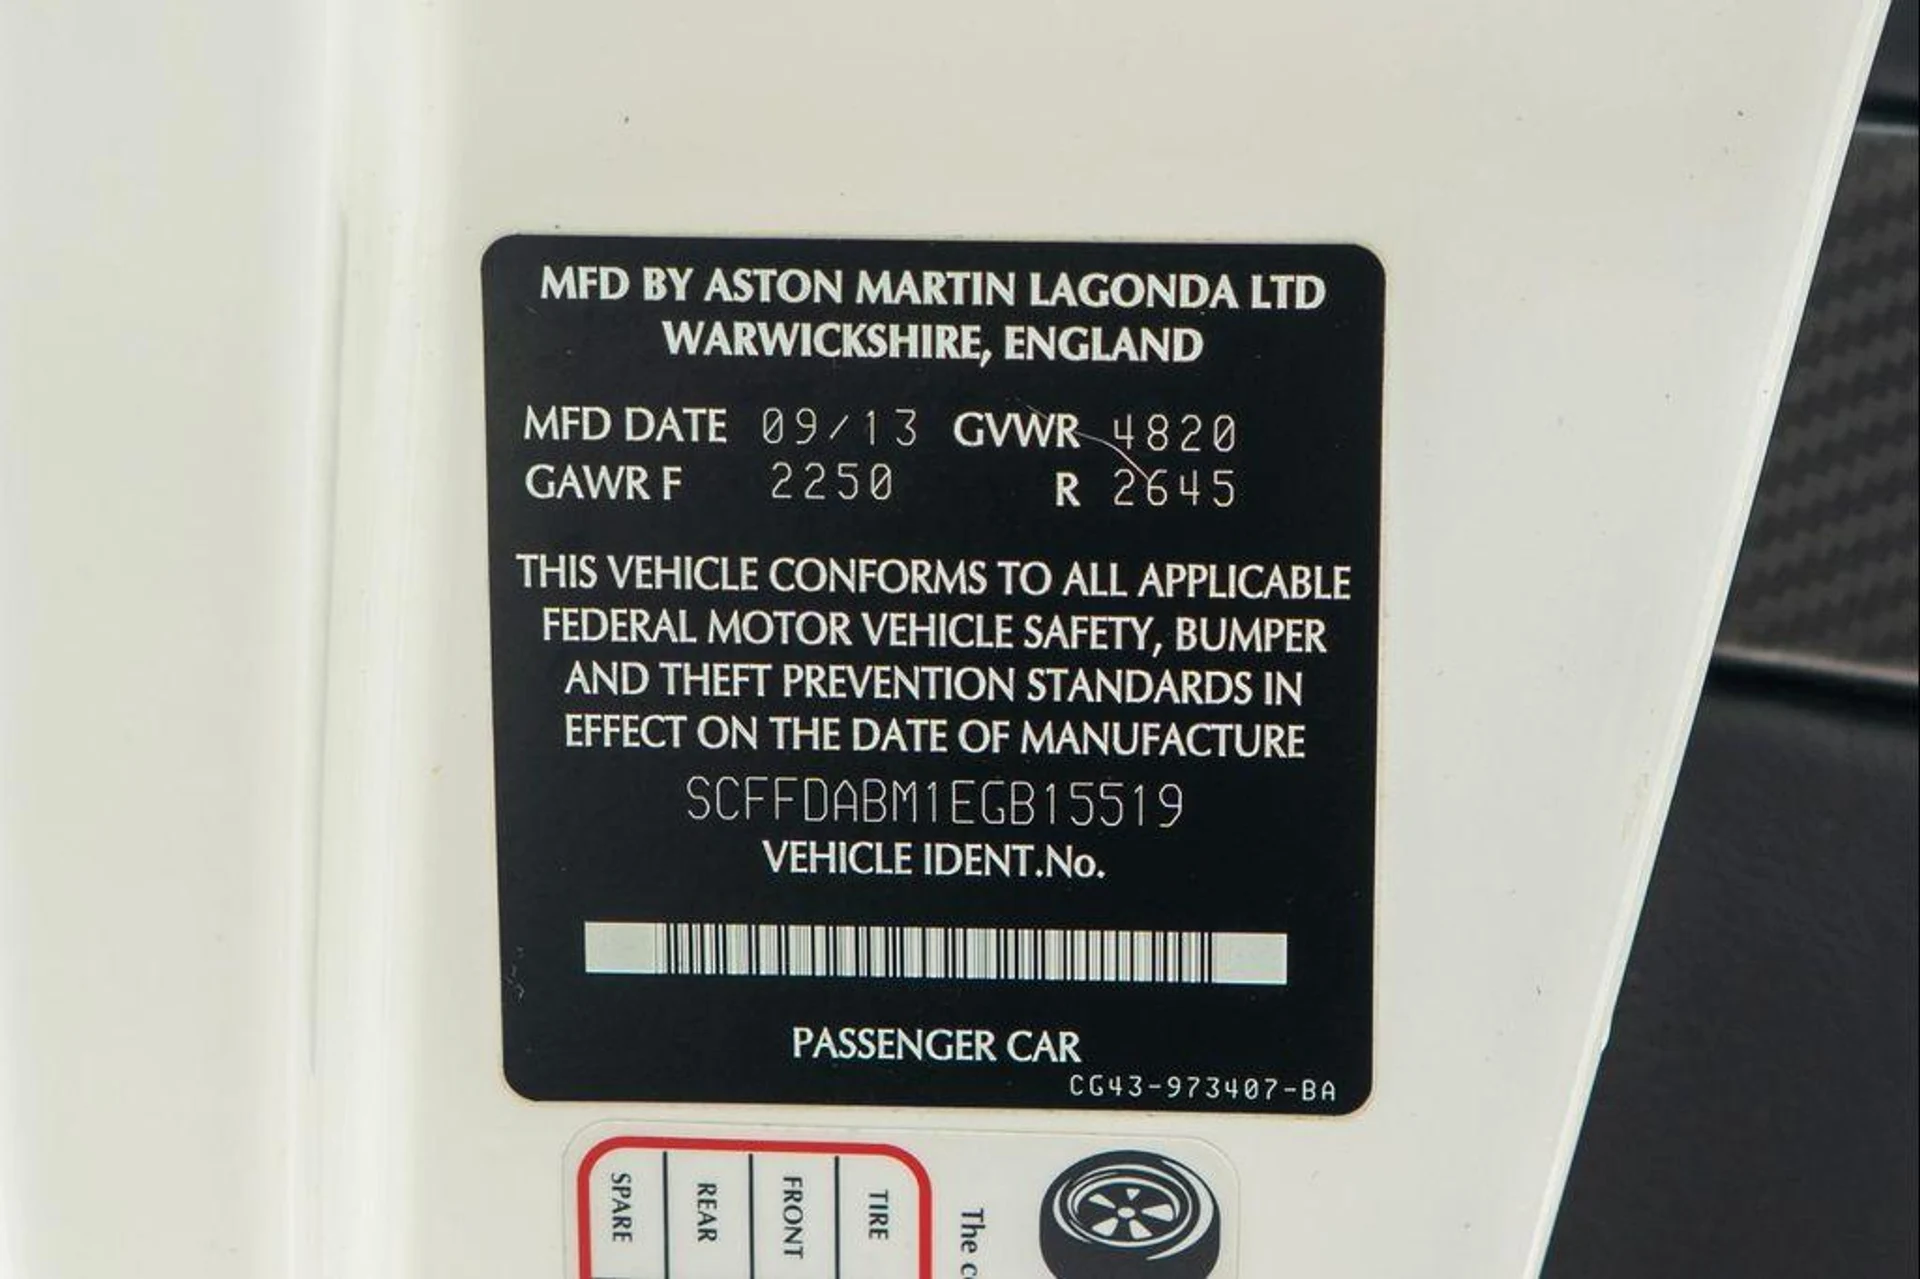 MFD BY ASTON MARTIN LAGONDA LTD
WARWICKSHIRE, ENGLAND
MFD DATE 09/13 GVWR 4820
GAWR F 2250 R 2645
THIS VEHICLE CONFORMS TO ALL APPLICABLE
FEDERAL MOTOR VEHICLE SAFETY, BUMPER
AND THEFT PREVENTION STANDARDS IN
EFFECT ON THE DATE OF MANUFACTURE
SCFFDABM1EGB15519
VEHICLE IDENT.No.
PASSENGER CAR
CG43-973407-BA
The
TIRE
FRONT
REAR
SPARE